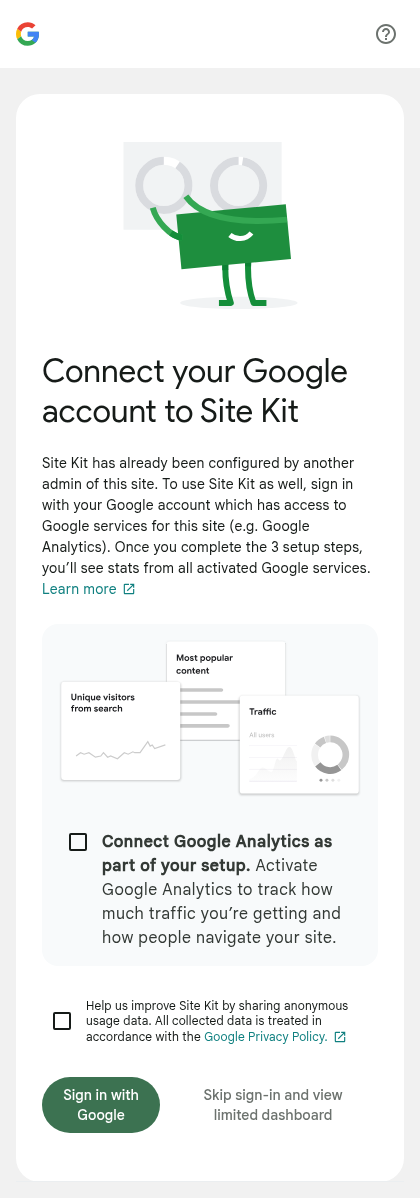 Connect your Google
account to Site Kit
Site Kit has already been configured by another
admin of this site. To use Site Kit as well, sign in
with your Google account which has access to
Google services for this site (e.g. Google
Analytics). Once you complete the 3 setup steps,
you’ll see stats from all activated Google services.
Learn more
Most popular
content
Unique visitors
from search
Traffic
All users
Connect Google Analytics as
part of your setup. Activate
Google Analytics to track how
much traffic you’re getting and
how people navigate your site.
Help us improve Site Kit by sharing anonymous
usage data. All collected data is treated in
accordance with the Google Privacy Policy.
Sign in with
Google
Skip sign-in and view
limited dashboard